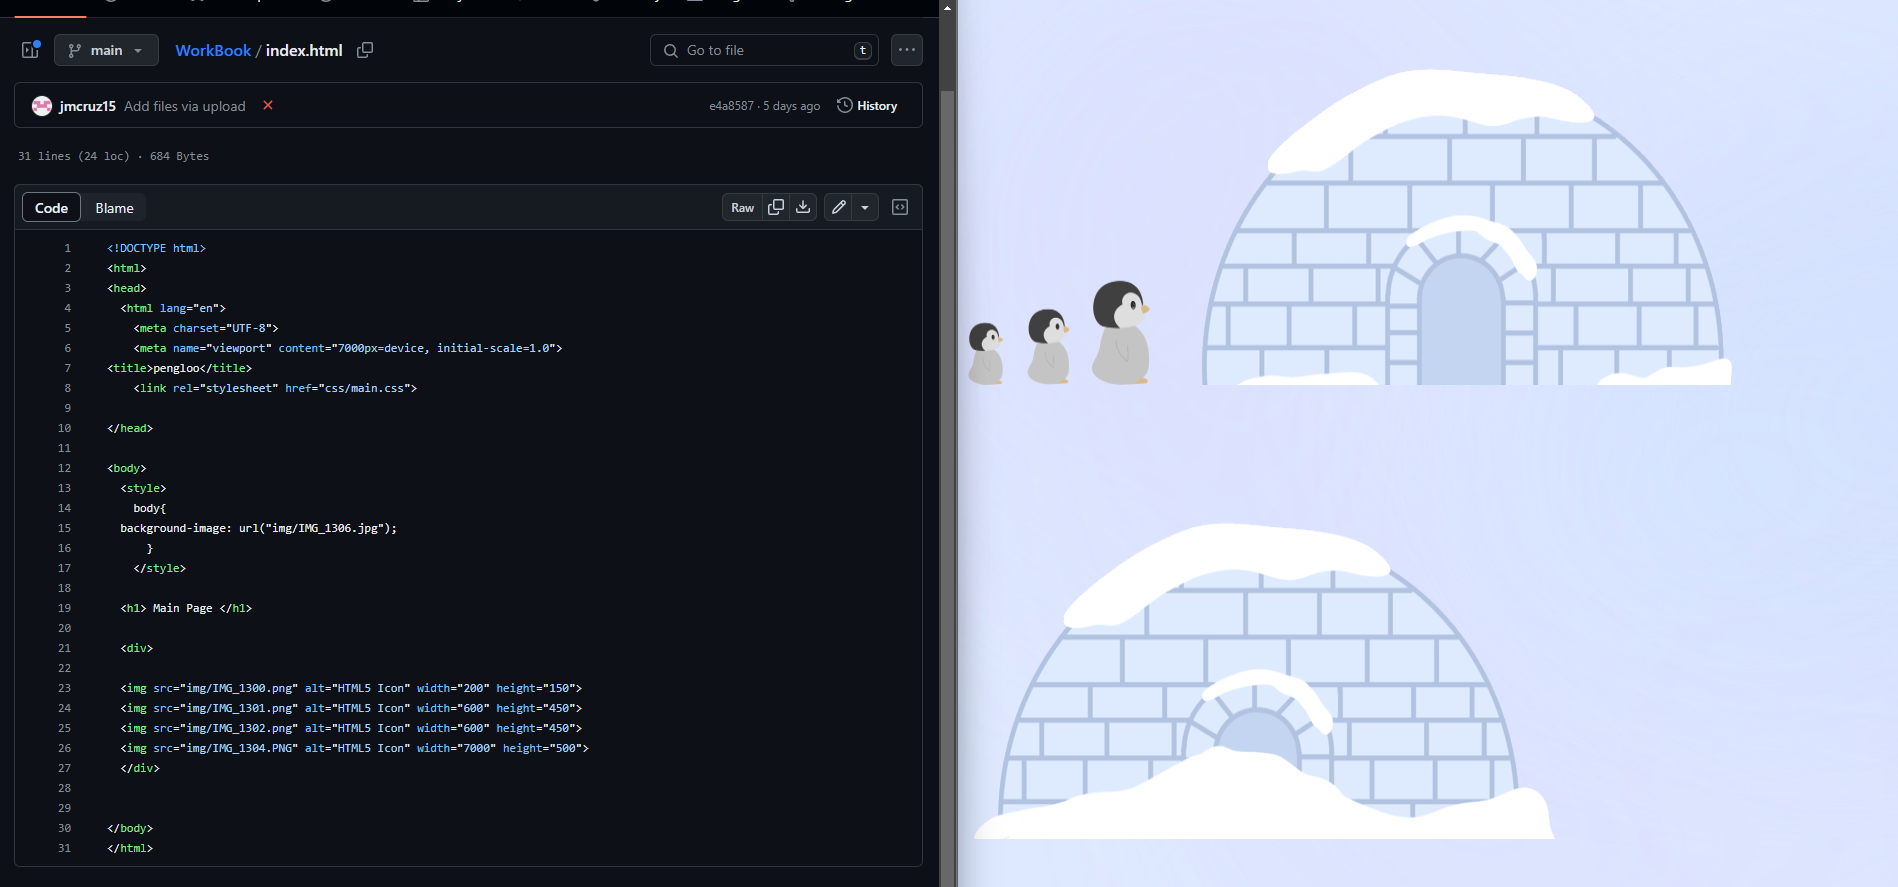 main
WorkBook / index.html
Go to file
t
jmcruz15 Add files via upload
e4a8587 · 5 days ago
History
31 lines (24 loc) · 684 Bytes
Code
Blame
Raw
1 <!DOCTYPE html>
2 <html>
3 <head>
4 <html lang="en">
5 <meta charset="UTF-8">
6 <meta name="viewport" content="7000px=device, initial-scale=1.0">
7 <title>pengloo</title>
8 <link rel="stylesheet" href="css/main.css">
9
10 </head>
11
12 <body>
13 <style>
14 body{
15 background-image: url("img/IMG_1306.jpg");
16 }
17 </style>
18
19 <h1> Main Page </h1>
20
21 <div>
22
23 <img src="img/IMG_1300.png" alt="HTML5 Icon" width="200" height="150">
24 <img src="img/IMG_1301.png" alt="HTML5 Icon" width="600" height="450">
25 <img src="img/IMG_1302.png" alt="HTML5 Icon" width="600" height="450">
26 <img src="img/IMG_1304.PNG" alt="HTML5 Icon" width="7000" height="500">
27 </div>
28
29
30 </body>
31 </html>